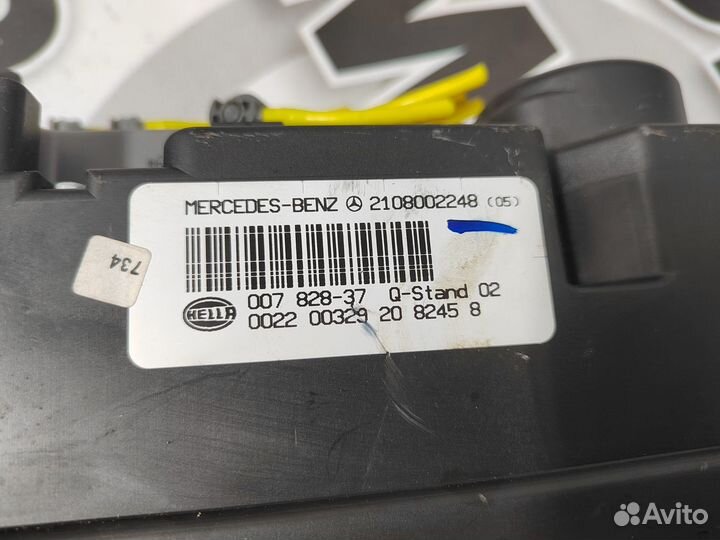 MERCEDES-BENZ 2108002248 (05)
007 828-37 Q-Stand 02
HELLA
0022 00329 20 8245 8
734
Avito